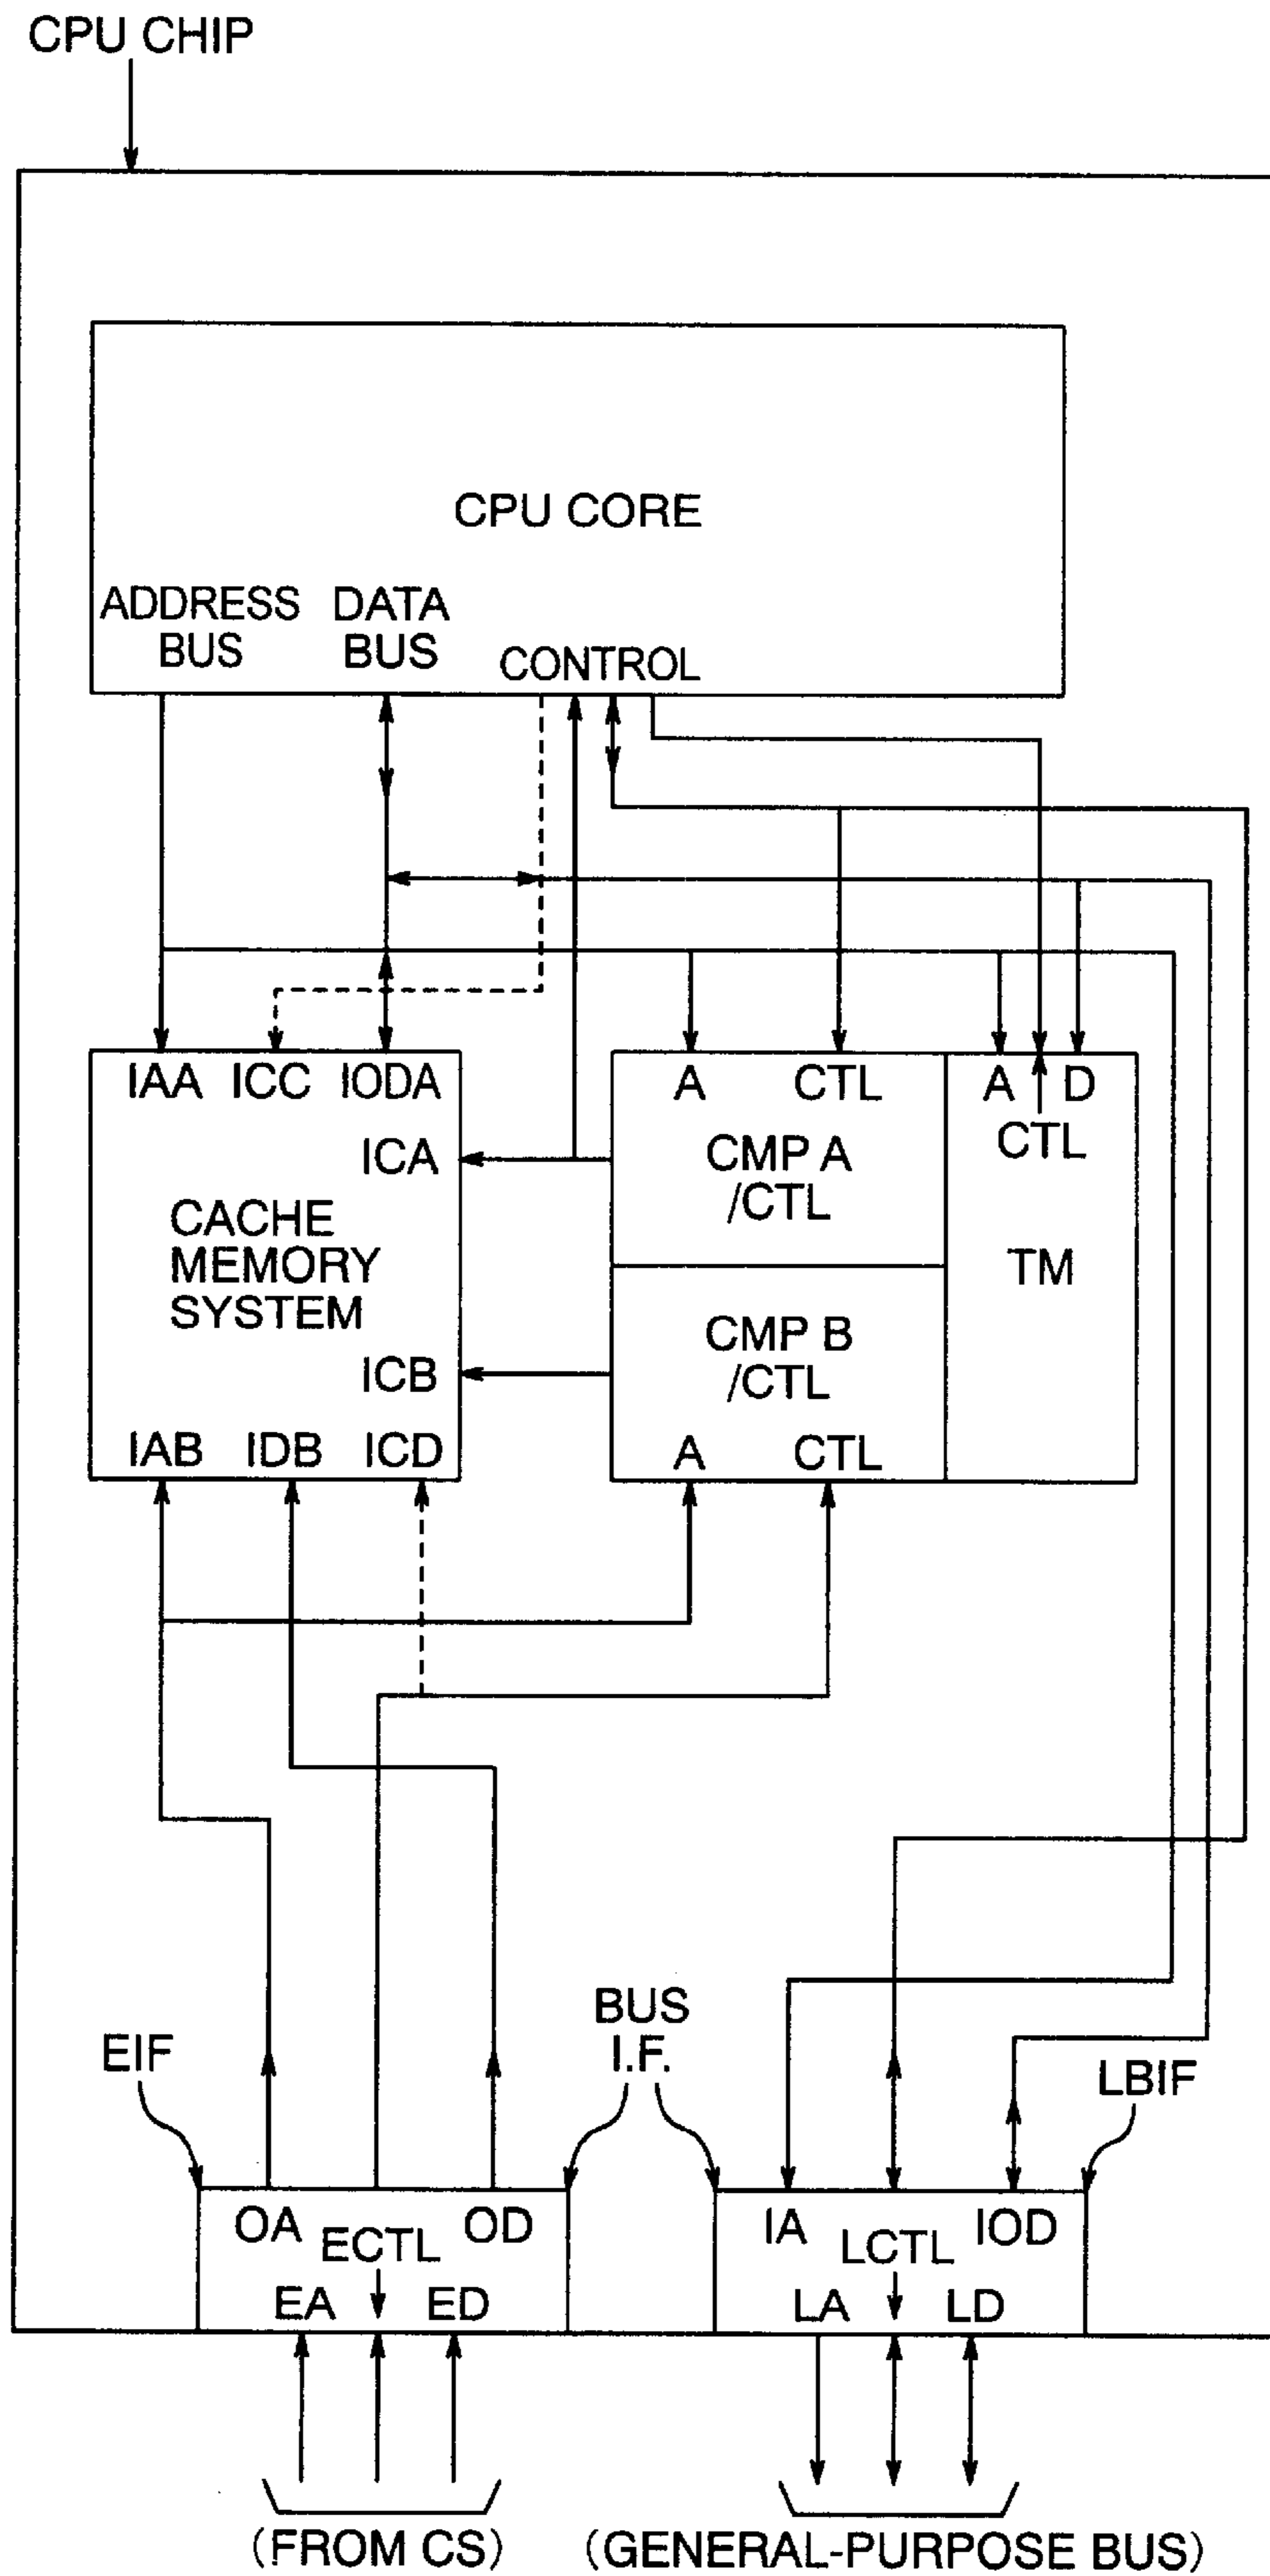 CPU CHIP
CPU CORE
ADDRESS
BUS
DATA
BUS
CONTROL
IAA ICC IODA
ICA
CACHE
MEMORY
SYSTEM
ICB
IAB IDB ICD
A CTL
CMP A
/CTL
CMP B
/CTL
A CTL
A D
CTL
TM
EIF
BUS
I.F.
LBIF
OA ECTL OD
EA ED
IA LCTL IOD
LA LD
(FROM CS)
(GENERAL-PURPOSE BUS)